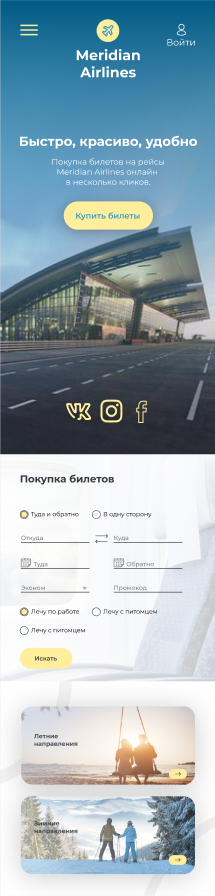 Meridian
Airlines
Войти
Быстро, красиво, удобно
Покупка билетов на рейсы
Meridian Airlines онлайн
в несколько кликов.
Купить билеты
Покупка билетов
Туда и обратно
В одну сторону
Откуда
Куда
Туда
Обратно
Эконом
Промокод
Лечу по работе
Лечу с питомцем
Лечу с питомцем
Искать
Летние
направления
Зимние
направления